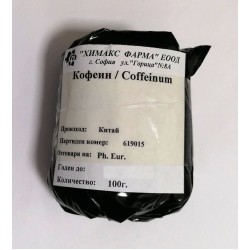 "ХИМАКС ФАРМА" ЕООД
г. София ул."Горица"№8А
Кофеин / Coffeinum
Произход: Китай
Партиден номер: 619015
Отговаря на: Ph. Eur.
Годен до:
Количество: 100г.